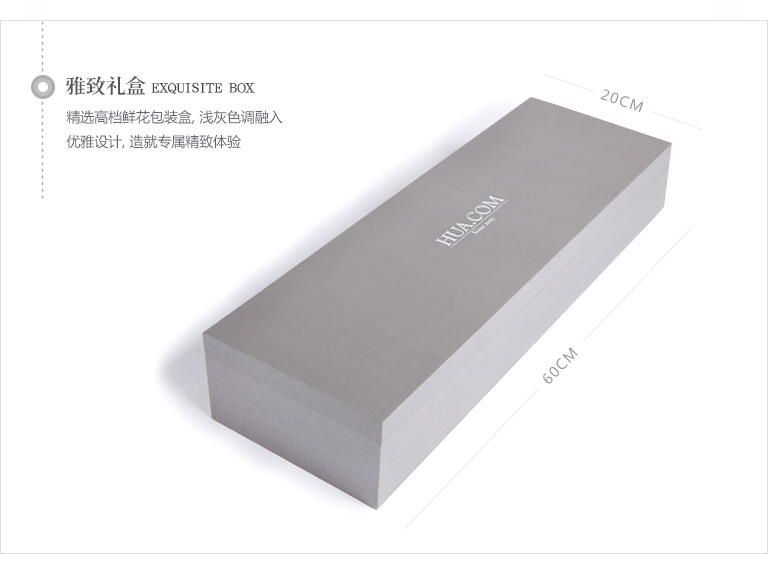 雅致礼盒 EXQUISITE BOX
精选高档鲜花包装盒, 浅灰色调融入
优雅设计, 造就专属精致体验
20CM
HUA.COM
60CM